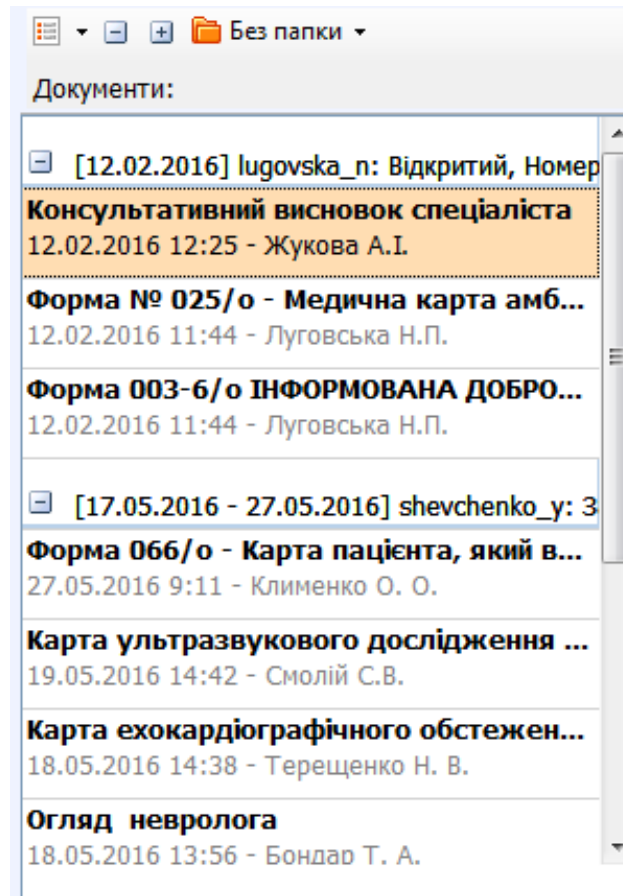 Без папки
Документи:
[12.02.2016] lugovska_n: Відкритий, Номер
Консультативний висновок спеціаліста
12.02.2016 12:25 - Жукова А.І.
Форма № 025/о - Медична карта амб...
12.02.2016 11:44 - Луговська Н.П.
Форма 003-6/о ІНФОРМОВАНА ДОБРО...
12.02.2016 11:44 - Луговська Н.П.
[17.05.2016 - 27.05.2016] shevchenko_y: З
Форма 066/о - Карта пацієнта, який в...
27.05.2016 9:11 - Клименко О. О.
Карта ультразвукового дослідження ...
19.05.2016 14:42 - Смолій С.В.
Карта ехокардіографічного обстежен...
18.05.2016 14:38 - Терещенко Н. В.
Огляд  невролога
18.05.2016 13:56 - Бондар Т. А.